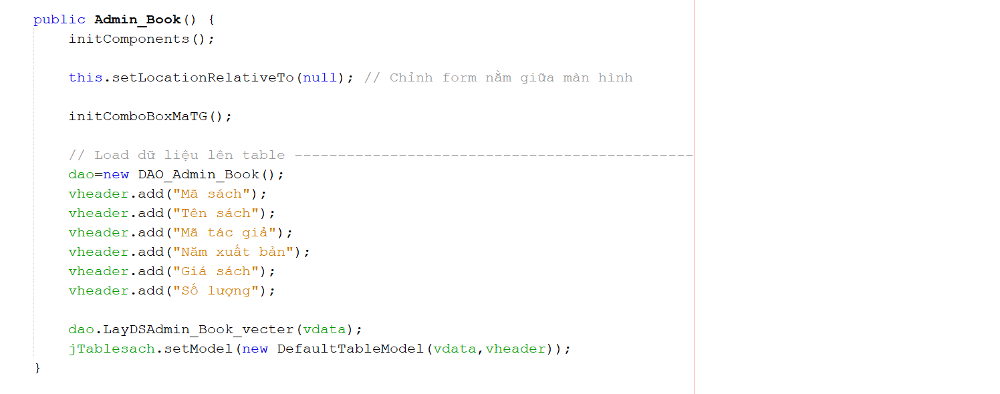 public Admin_Book() {
initComponents();
this.setLocationRelativeTo(null); // Chỉnh form nằm giữa màn hình
initComboBoxMaTG();
// Load dữ liệu lên table ----------------------------------------------
dao=new DAO_Admin_Book();
vheader.add("Mã sách");
vheader.add("Tên sách");
vheader.add("Mã tác giả");
vheader.add("Năm xuất bản");
vheader.add("Giá sách");
vheader.add("Số lượng");
dao.LayDSAdmin_Book_vecter(vdata);
jTablesach.setModel(new DefaultTableModel(vdata,vheader));
}